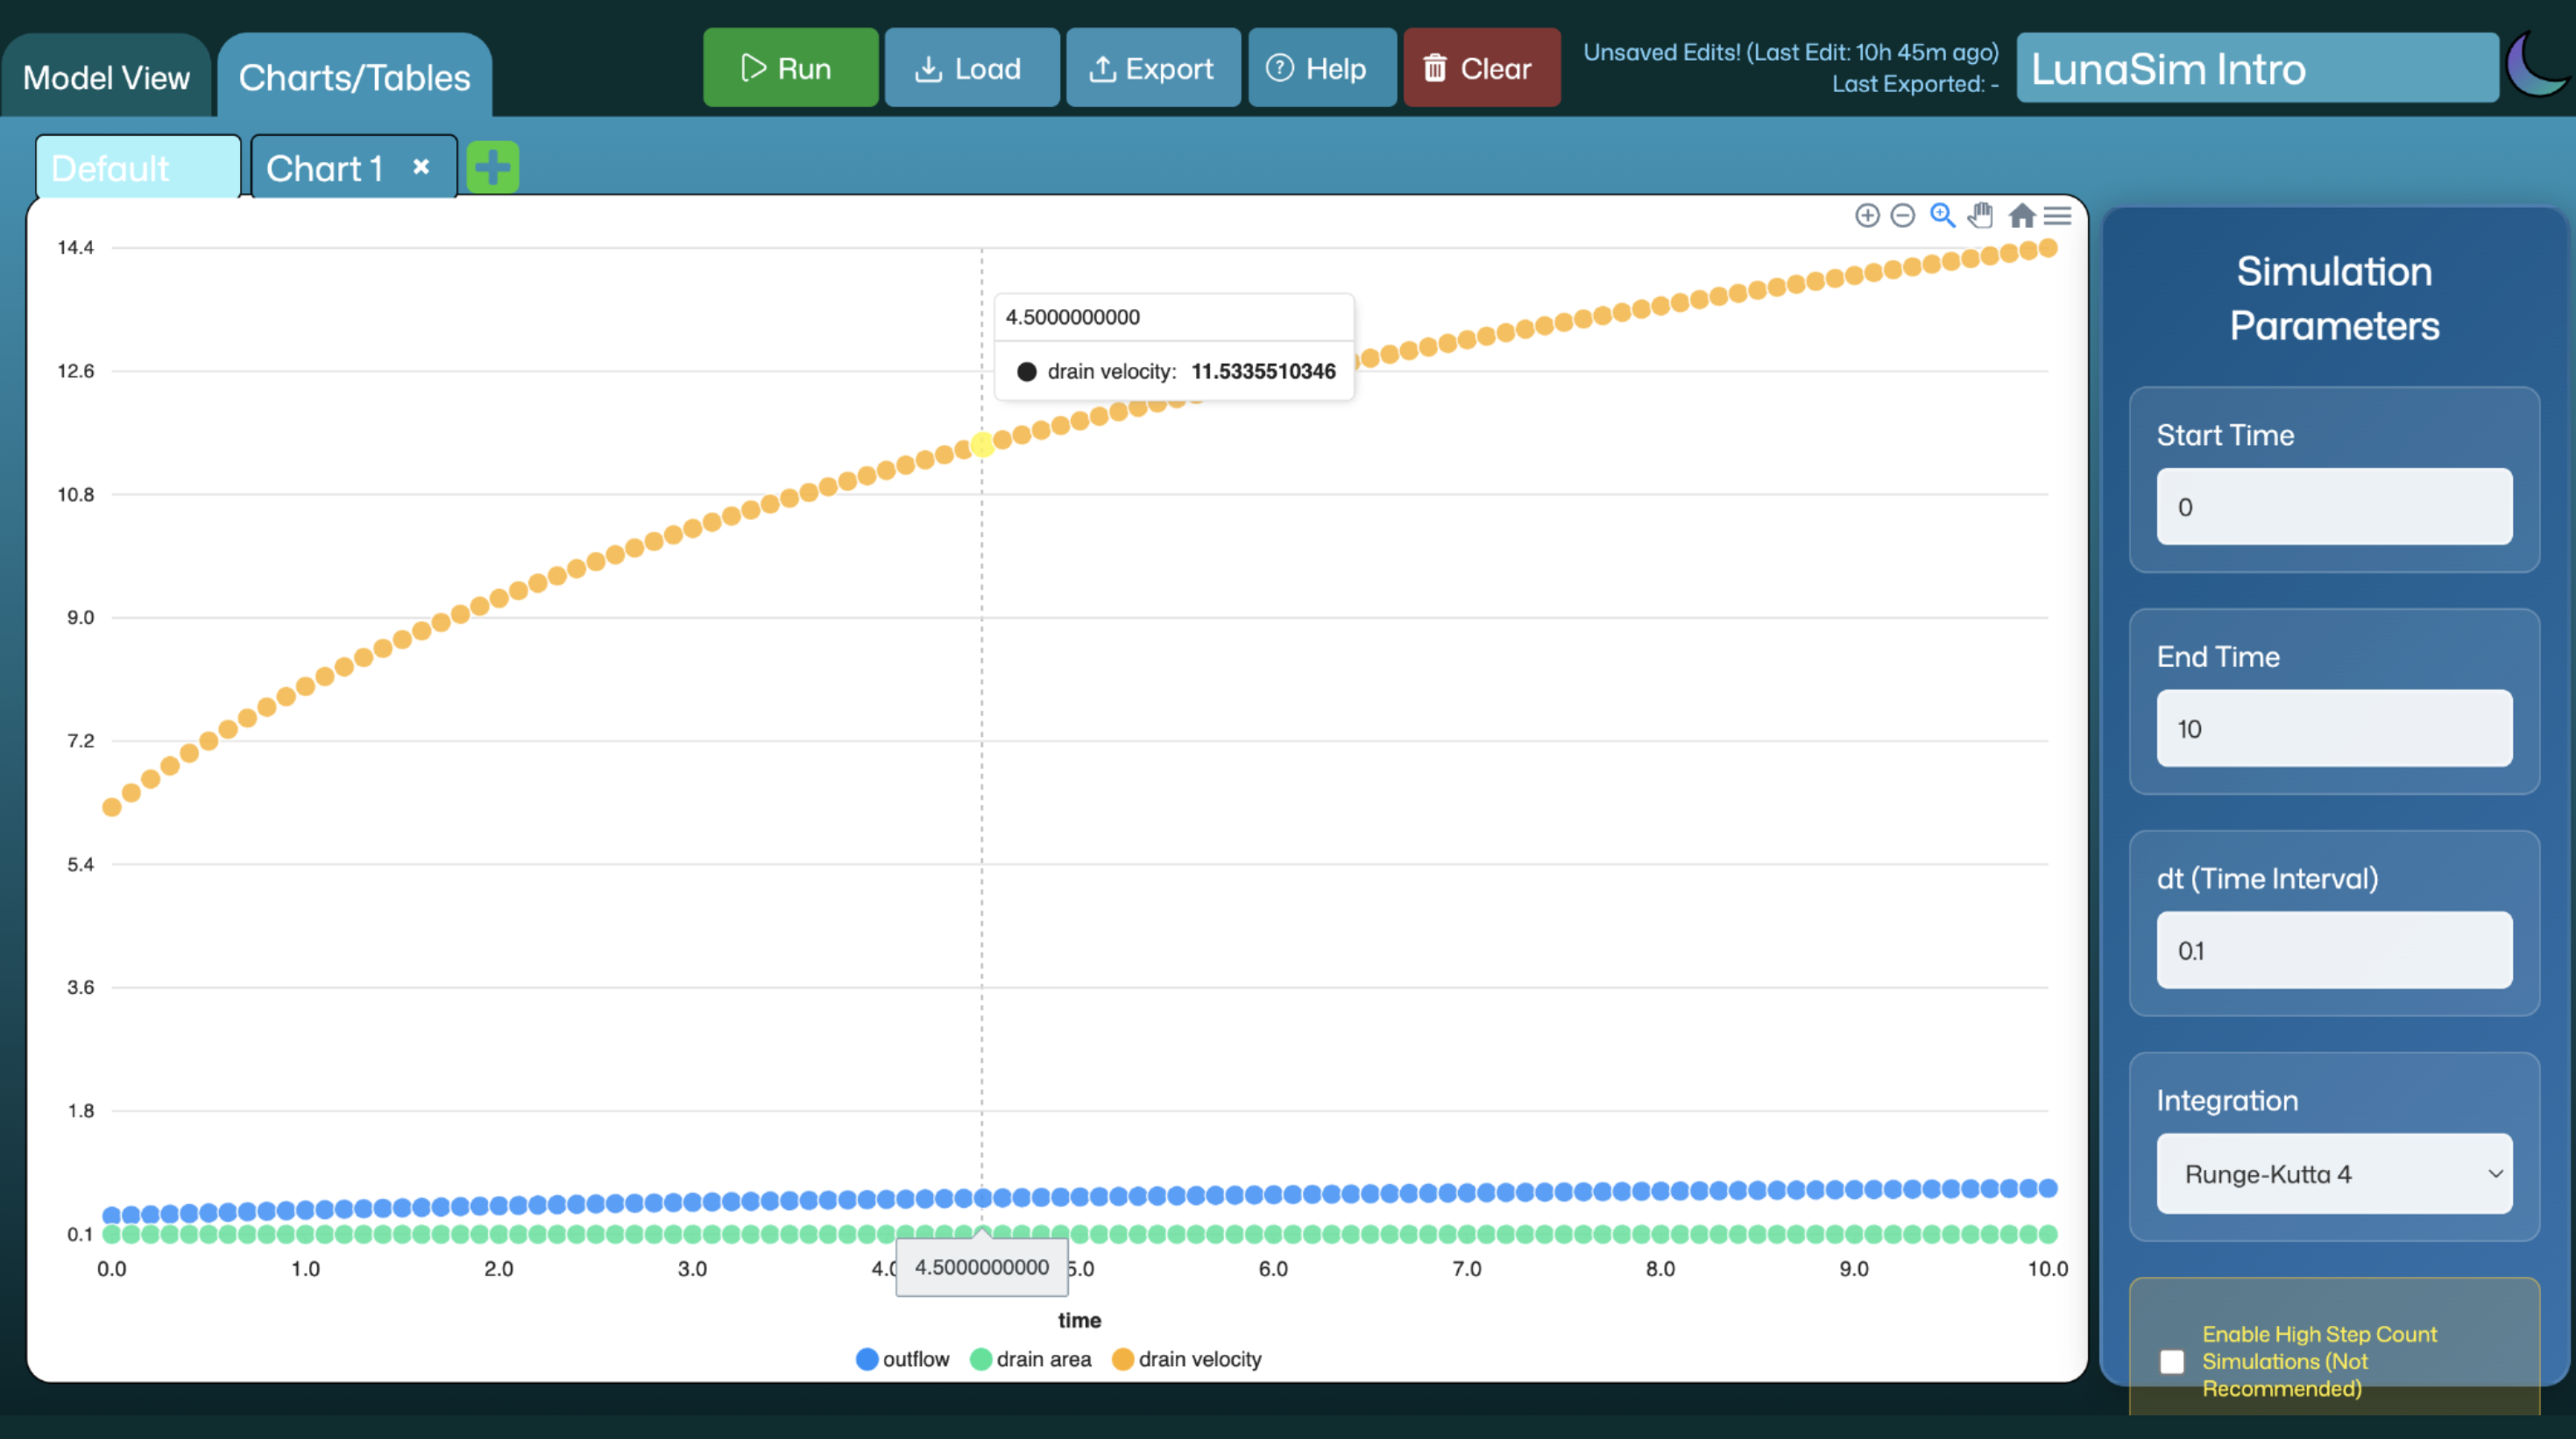 Model View
Charts/Tables
Run
Load
Export
Help
Clear
Unsaved Edits! (Last Edit: 10h 45m ago)
Last Exported: -
LunaSim Intro
Default
Chart 1
14.4
12.6
10.8
9.0
7.2
5.4
3.6
1.8
0.1
4.5000000000
drain velocity: 11.5335510346
0.0 1.0 2.0 3.0 4.0 4.5000000000 5.0 6.0 7.0 8.0 9.0 10.0
time
outflow drain area drain velocity
Simulation
Parameters
Start Time
0
End Time
10
dt (Time Interval)
0.1
Integration
Runge-Kutta 4
Enable High Step Count
Simulations (Not
Recommended)